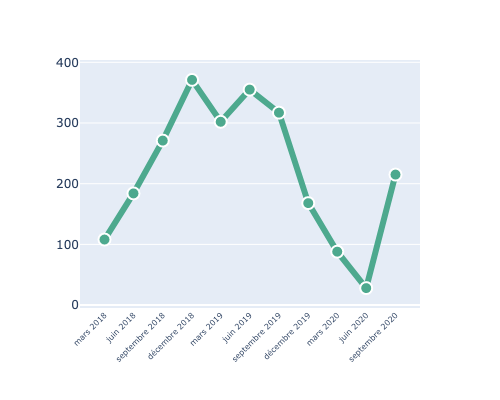 400
300
200
100
0
mars 2018
juin 2018
septembre 2018
décembre 2018
mars 2019
juin 2019
septembre 2019
décembre 2019
mars 2020
juin 2020
septembre 2020